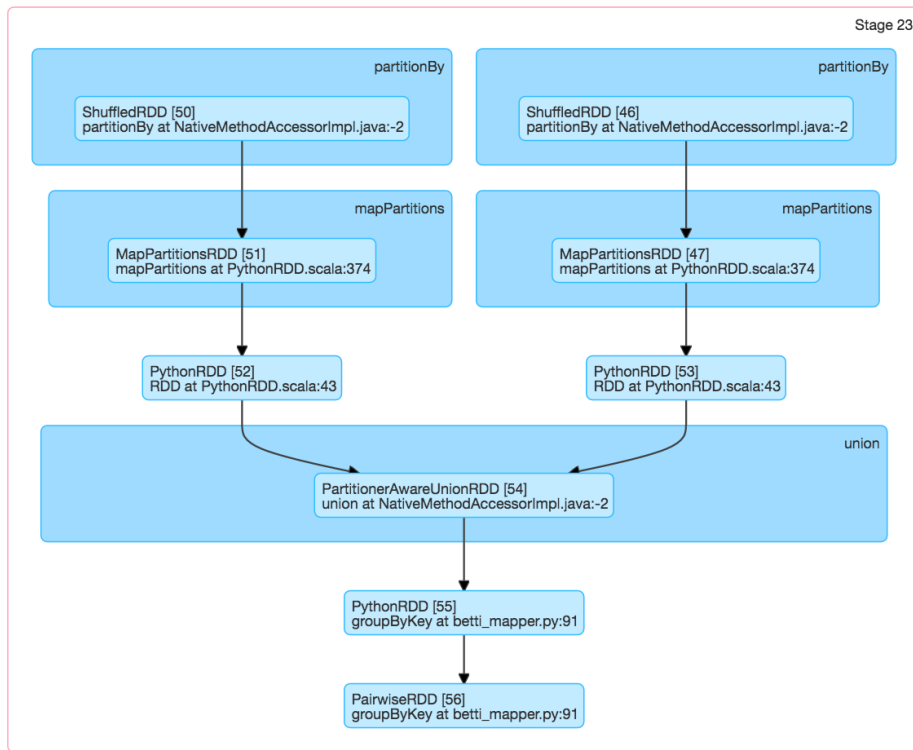 Stage 23
partitionBy
ShuffledRDD [50]
partitionBy at NativeMethodAccessorImpl.java:-2
mapPartitions
MapPartitionsRDD [51]
mapPartitions at PythonRDD.scala:374
PythonRDD [52]
RDD at PythonRDD.scala:43
partitionBy
ShuffledRDD [46]
partitionBy at NativeMethodAccessorImpl.java:-2
mapPartitions
MapPartitionsRDD [47]
mapPartitions at PythonRDD.scala:374
PythonRDD [53]
RDD at PythonRDD.scala:43
union
PartitionerAwareUnionRDD [54]
union at NativeMethodAccessorImpl.java:-2
PythonRDD [55]
groupByKey at betti_mapper.py:91
PairwiseRDD [56]
groupByKey at betti_mapper.py:91